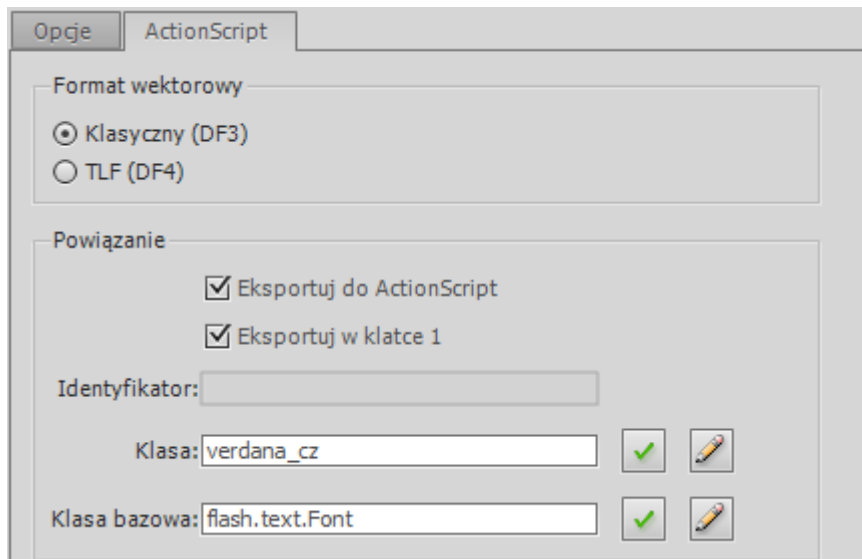 Opcje ActionScript
Format wektorowy
Klasyczny (DF3)
TLF (DF4)
Powiązanie
Eksportuj do ActionScript
Eksportuj w klatce 1
Identyfikator:
Klasa: verdana_cz
Klasa bazowa: flash.text.Font